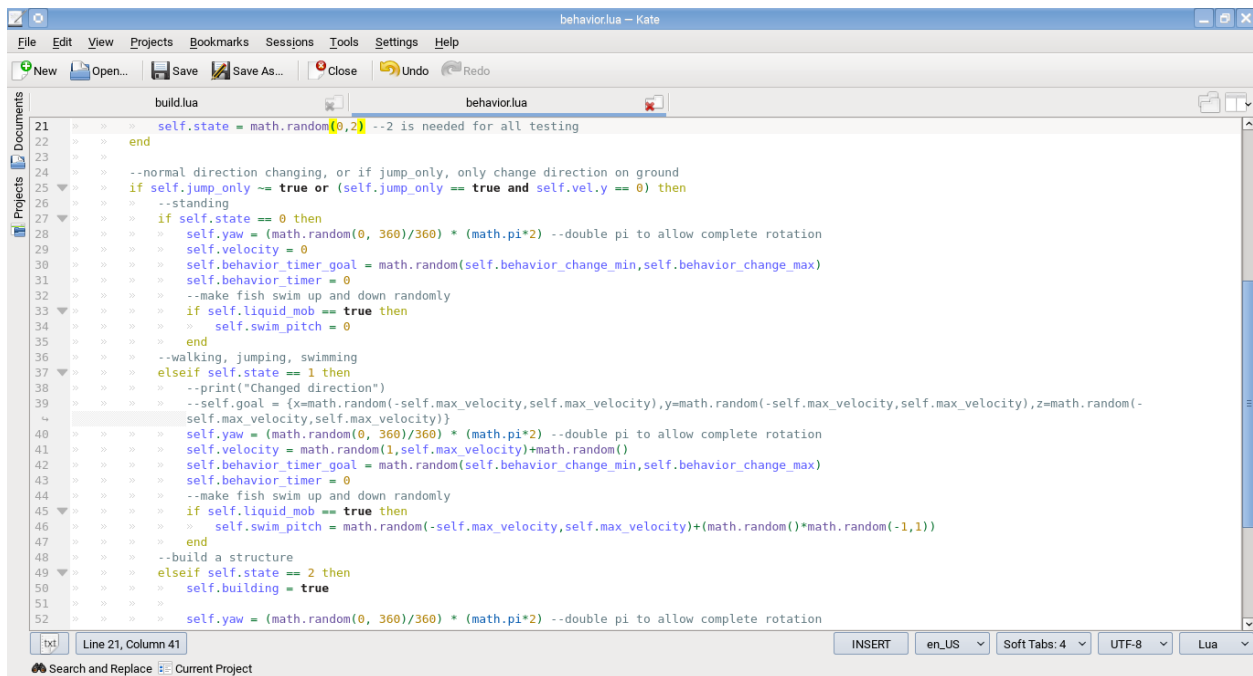 behavior.lua — Kate
File Edit View Projects Bookmarks Sessions Tools Settings Help
New Open... Save Save As... Close Undo Redo
build.lua behavior.lua
Documents
Projects
21 self.state = math.random(0,2) --2 is needed for all testing
22 end
23
24 --normal direction changing, or if jump_only, only change direction on ground
25 if self.jump_only ~= true or (self.jump_only == true and self.vel.y == 0) then
26 --standing
27 if self.state == 0 then
28 self.yaw = (math.random(0, 360)/360) * (math.pi*2) --double pi to allow complete rotation
29 self.velocity = 0
30 self.behavior_timer_goal = math.random(self.behavior_change_min,self.behavior_change_max)
31 self.behavior_timer = 0
32 --make fish swim up and down randomly
33 if self.liquid_mob == true then
34 self.swim_pitch = 0
35 end
36 --walking, jumping, swimming
37 elseif self.state == 1 then
38 --print("Changed direction")
39 --self.goal = {x=math.random(-self.max_velocity,self.max_velocity),y=math.random(-self.max_velocity,self.max_velocity),z=math.random(-
self.max_velocity,self.max_velocity)}
40 self.yaw = (math.random(0, 360)/360) * (math.pi*2) --double pi to allow complete rotation
41 self.velocity = math.random(1,self.max_velocity)+math.random()
42 self.behavior_timer_goal = math.random(self.behavior_change_min,self.behavior_change_max)
43 self.behavior_timer = 0
44 --make fish swim up and down randomly
45 if self.liquid_mob == true then
46 self.swim_pitch = math.random(-self.max_velocity,self.max_velocity)+(math.random()*math.random(-1,1))
47 end
48 --build a structure
49 elseif self.state == 2 then
50 self.building = true
51
52 self.yaw = (math.random(0, 360)/360) * (math.pi*2) --double pi to allow complete rotation
txt Line 21, Column 41 INSERT en_US Soft Tabs: 4 UTF-8 Lua
Search and Replace Current Project